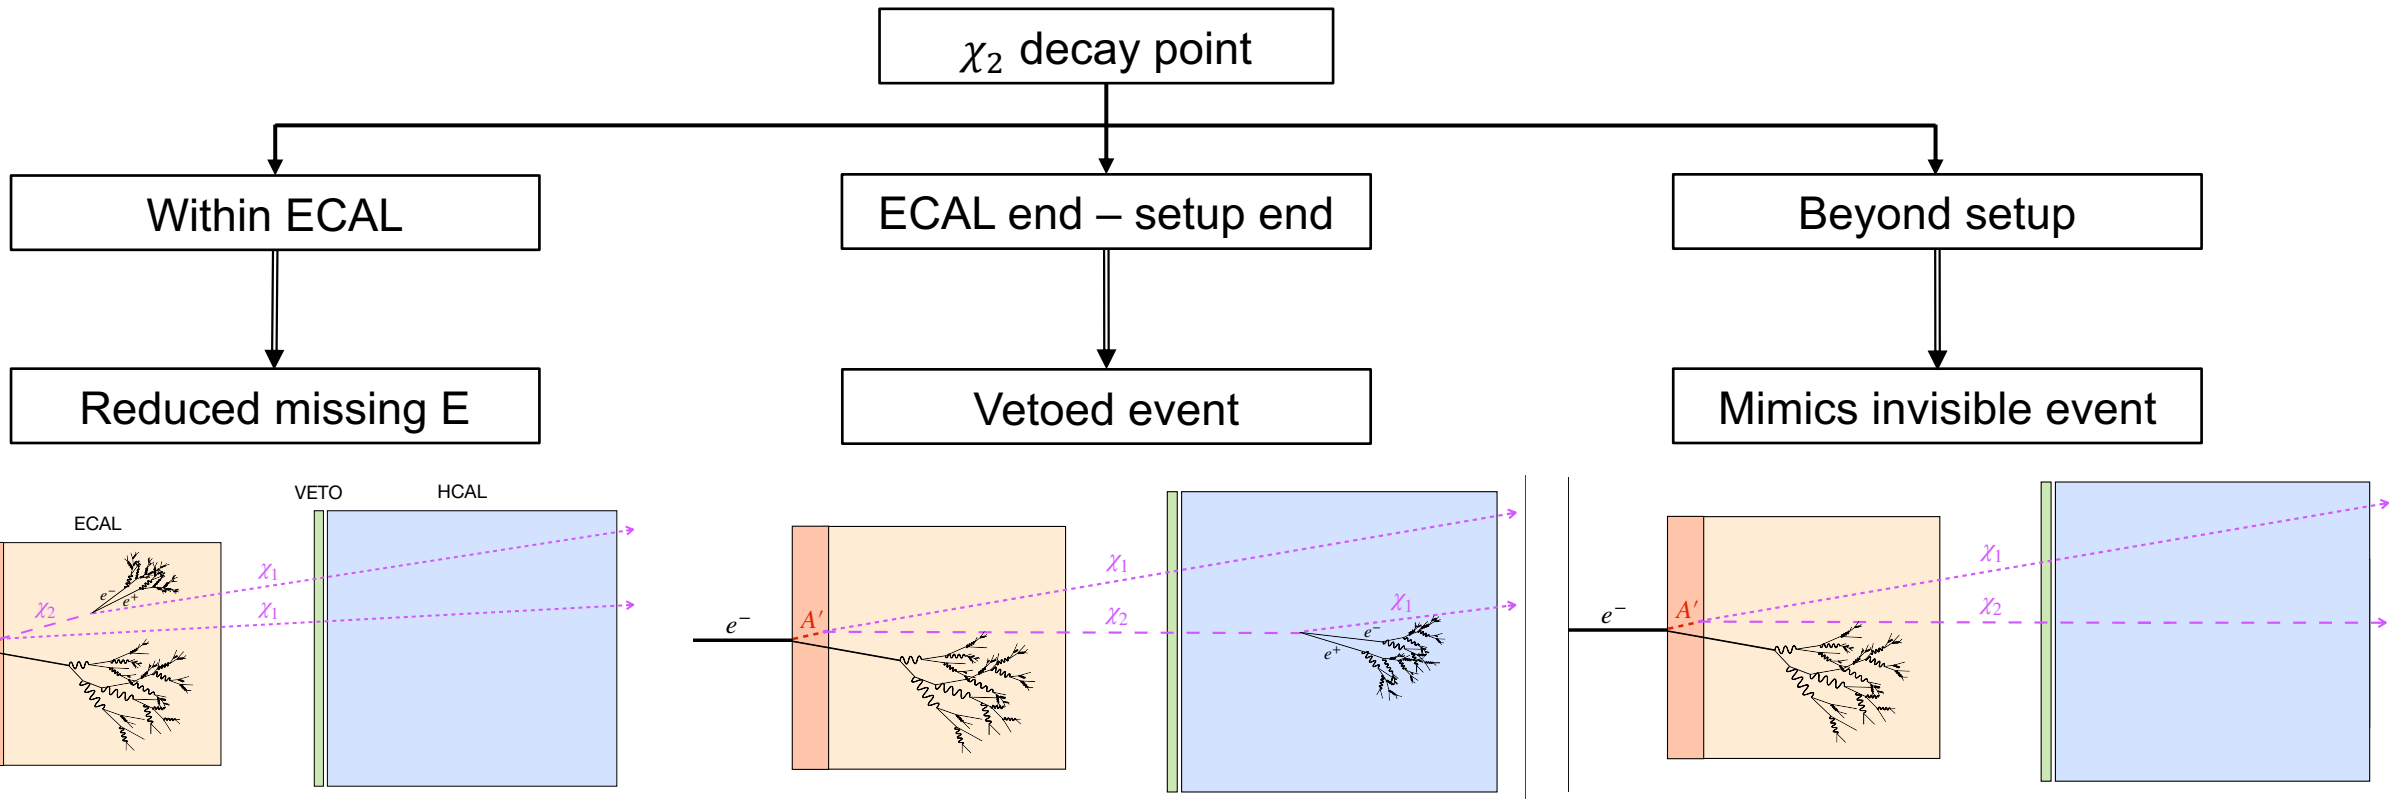 χ₂ decay point
Within ECAL
ECAL end – setup end
Beyond setup
Reduced missing E
Vetoed event
Mimics invisible event
VETO
HCAL
ECAL
χ₁
χ₁
χ₂
e⁻
e⁺
e⁻
A′
χ₁
χ₂
χ₁
e⁻
e⁺
e⁻
A′
χ₁
χ₂